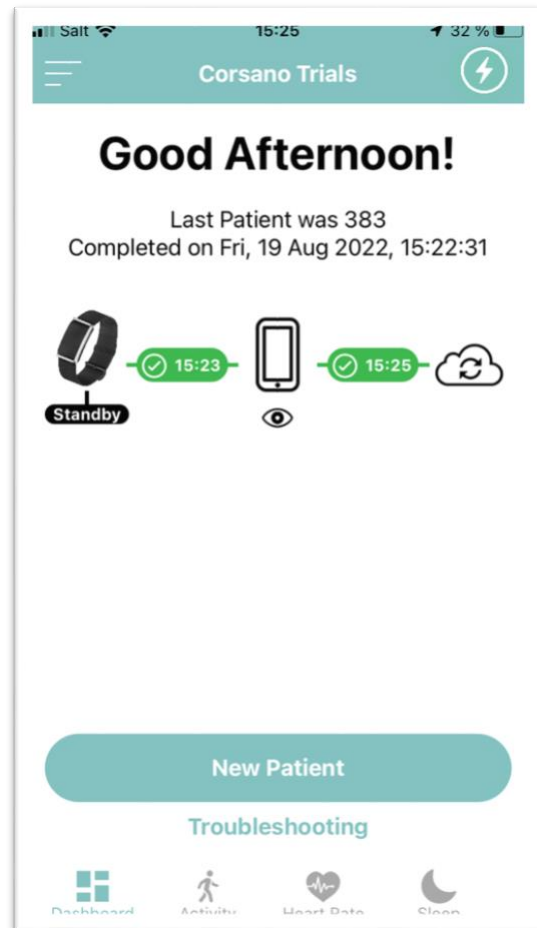 Salt 15:25 32 %
Corsano Trials
Good Afternoon!
Last Patient was 383
Completed on Fri, 19 Aug 2022, 15:22:31
15:23 15:25
Standby
New Patient
Troubleshooting
Dashboard Activity Heart Rate Sleep